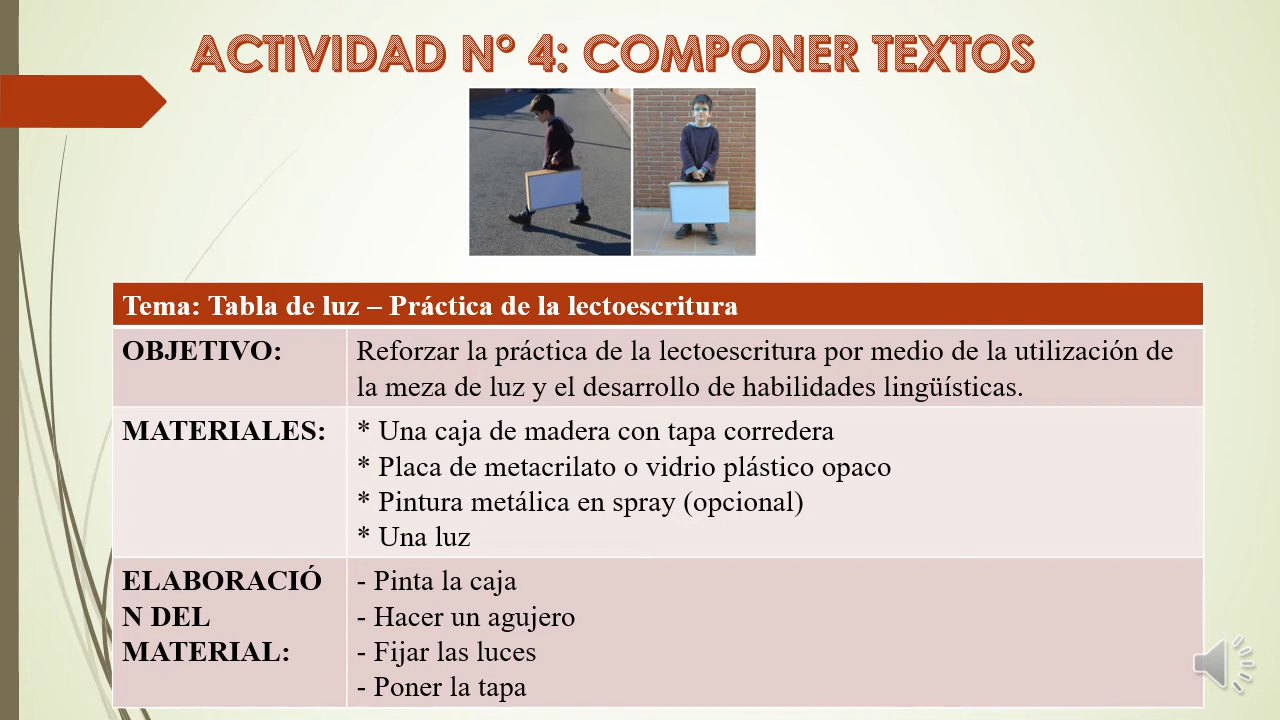 ACTIVIDAD N° 4: COMPONER TEXTOS
Tema: Tabla de luz – Práctica de la lectoescritura
OBJETIVO:
Reforzar la práctica de la lectoescritura por medio de la utilización de
la meza de luz y el desarrollo de habilidades lingüísticas.
MATERIALES:
* Una caja de madera con tapa corredera
* Placa de metacrilato o vidrio plástico opaco
* Pintura metálica en spray (opcional)
* Una luz
ELABORACIÓ
N DEL
MATERIAL:
- Pinta la caja
- Hacer un agujero
- Fijar las luces
- Poner la tapa